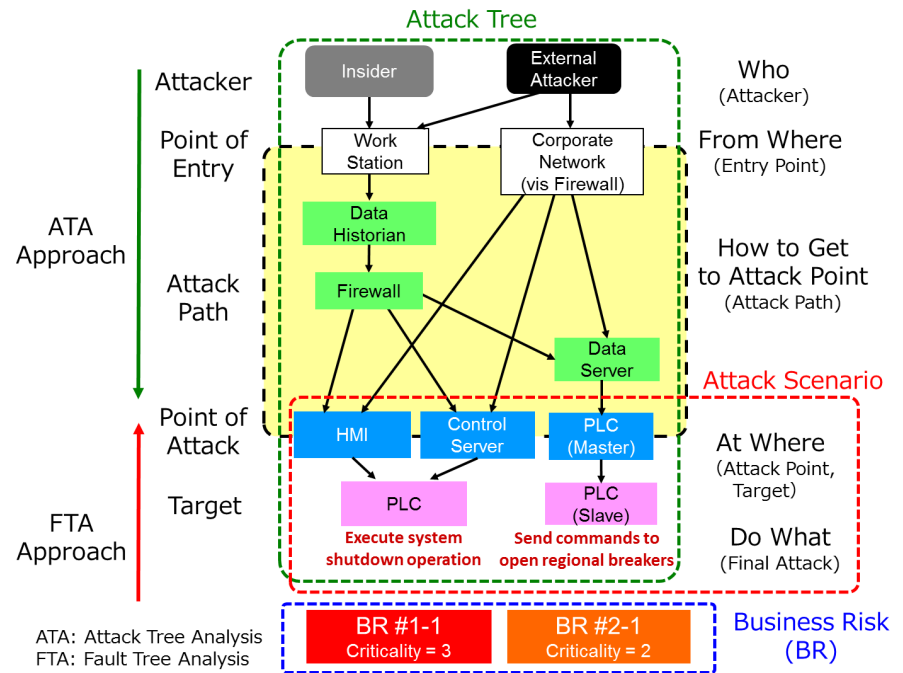 Attack Tree
Attacker
Insider
External
Attacker
Who
(Attacker)
Point of
Entry
Work
Station
Corporate
Network
(vis Firewall)
From Where
(Entry Point)
ATA
Approach
Data
Historian
Attack
Path
Firewall
How to Get
to Attack Point
(Attack Path)
Data
Server
Attack Scenario
Point of
Attack
HMI
Control
Server
PLC
(Master)
At Where
(Attack Point,
Target)
FTA
Approach
Target
PLC
PLC
(Slave)
Execute system
shutdown operation
Send commands to
open regional breakers
Do What
(Final Attack)
ATA: Attack Tree Analysis
FTA: Fault Tree Analysis
BR #1-1
Criticality = 3
BR #2-1
Criticality = 2
Business Risk
(BR)